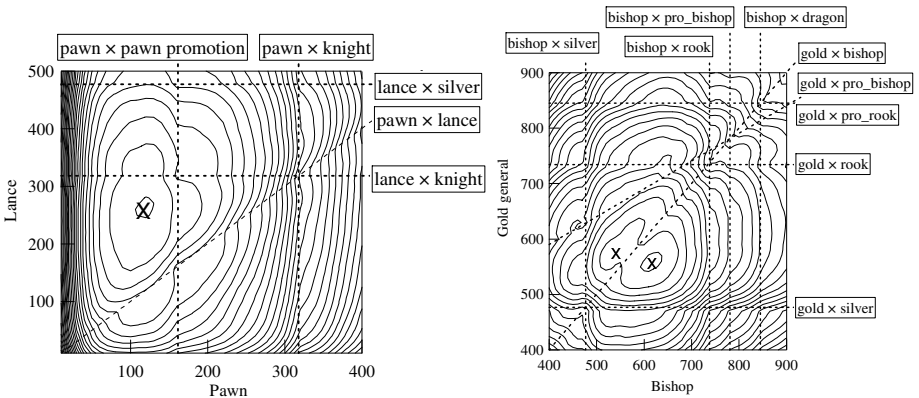 pawn × pawn promotion
pawn × knight
500
400
300
200
100
Lance
lance × silver
pawn × lance
lance × knight
X
100
200
300
400
Pawn
bishop × pro_bishop
bishop × dragon
bishop × silver
bishop × rook
gold × bishop
gold × pro_bishop
gold × pro_rook
gold × rook
gold × silver
900
800
700
600
500
400
Gold general
x
x
400
500
600
700
800
900
Bishop